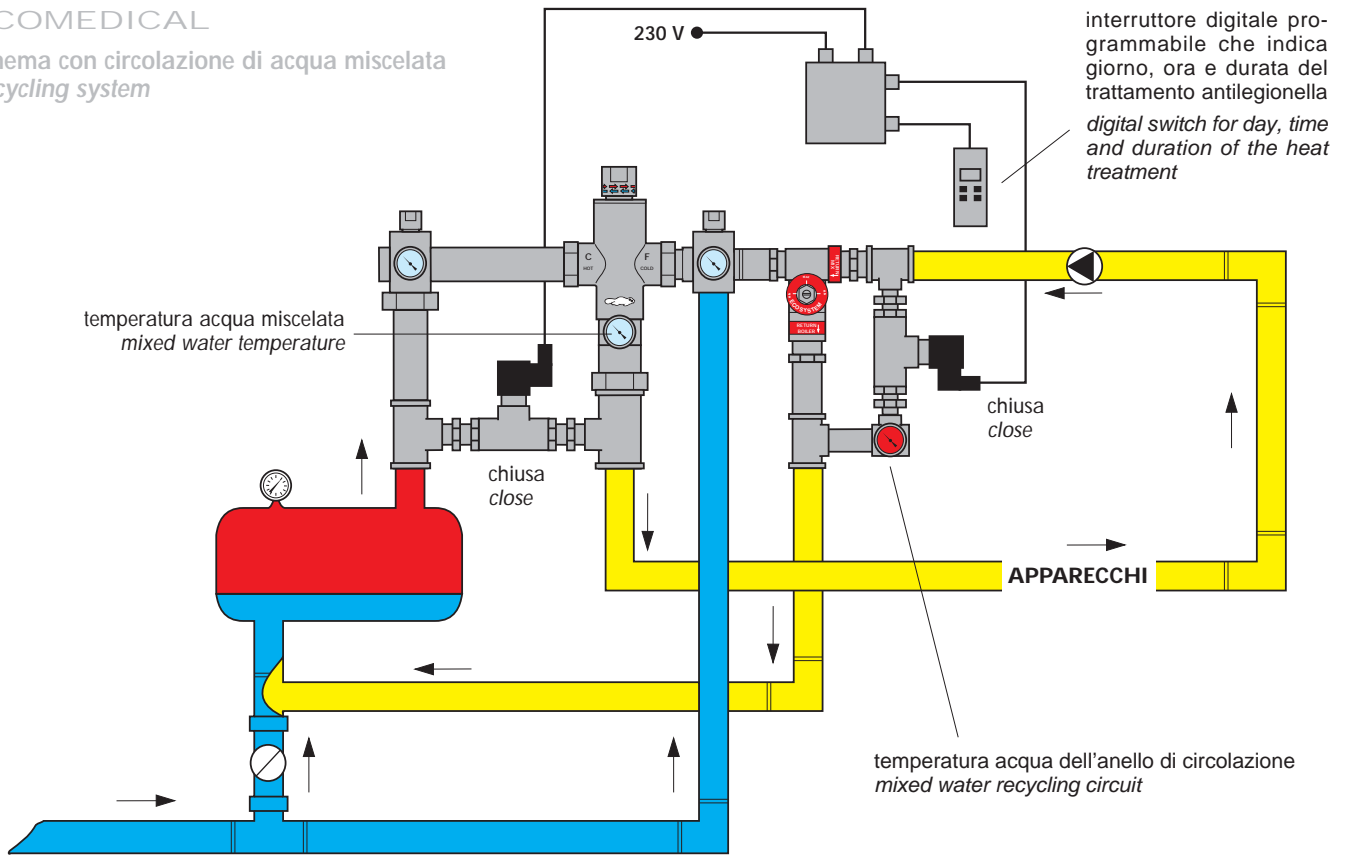 COMEDICAL
hema con circolazione di acqua miscelata
cycling system
230 V
interruttore digitale pro-
grammabile che indica
giorno, ora e durata del
trattamento antilegionella
digital switch for day, time
and duration of the heat
treatment
C
HOT
F
COLD
RETURN
ECOSYSTEM
RETURN
BOILER
temperatura acqua miscelata
mixed water temperature
chiusa
close
chiusa
close
APPARECCHI
temperatura acqua dell'anello di circolazione
mixed water recycling circuit